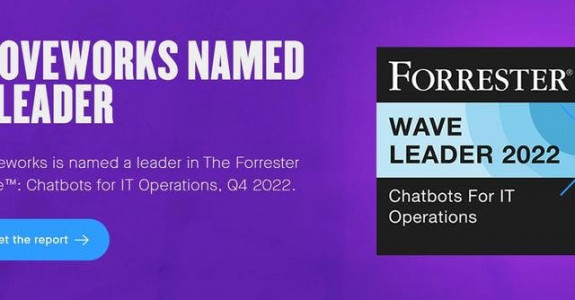 OVEWORKS NAMED
LEADER
eworks is named a leader in The Forrester
e™: Chatbots for IT Operations, Q4 2022.
et the report →
FORRESTER®
WAVE
LEADER 2022
Chatbots For IT
Operations